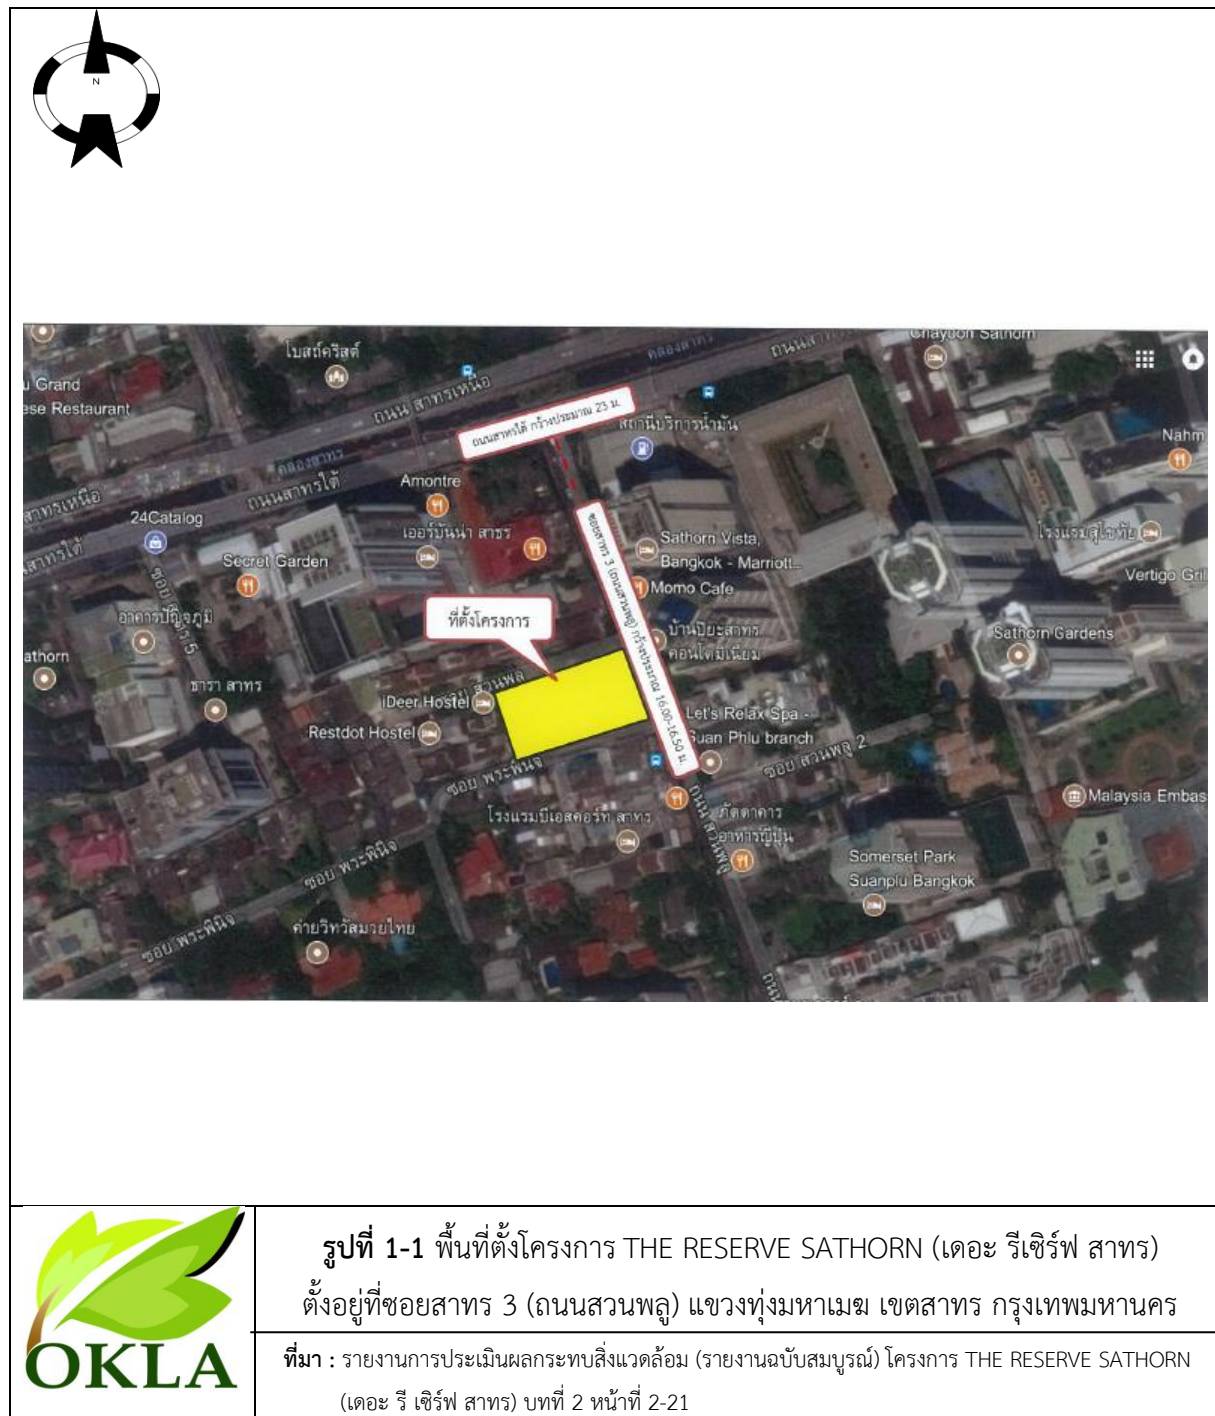 N
Chaydon Sathorn
โบสถ์คริสต์
คลองสาทร
u Grand
ese Restaurant
ถนน สาทรเหนือ
ถนนสาทรใต้ กว้างประมาณ 23 ม.
สถานีบริการน้ำมัน
Nahm
คลองสาทร
ถนนสาทรใต้
Amontre
สาทรเหนือ
24Catalog
เออร์บันน่า สาธร
สาทรใต้
Secret Garden
ซอยสาทร 3 (ถนนสวนพลู) กว้างประมาณ 16.00-16.50 ม.
Sathorn Vista,
Bangkok - Marriott...
โรงแรมสุโขทัย
Vertigo Gril
Momo Cafe
ที่ตั้งโครงการ
อาคารปัญจภูมิ
บ้านปิยะสาทร
คอนโดมิเนียม
Sathorn Gardens
athorn
ธารา สาทร
ซอย สวนพลู
iDeer Hostel
Restdot Hostel
Let's Relax Spa -
Suan Phlu branch
ซอย สวนพลู 2
ซอย พระพินิจ
Malaysia Embas
โรงแรมบีเอสคอร์ท สาทร
ถนน สวนพลู
ภัตตาคาร
อาหารญี่ปุ่น
ซอย พระพินิจ
Somerset Park
Suanplu Bangkok
ซอย พระพินิจ
ค่ายวิทวัสมวยไทย
OKLA
รูปที่ 1-1 พื้นที่ตั้งโครงการ THE RESERVE SATHORN (เดอะ รีเซิร์ฟ สาทร)
ตั้งอยู่ที่ซอยสาทร 3 (ถนนสวนพลู) แขวงทุ่งมหาเมฆ เขตสาทร กรุงเทพมหานคร
ที่มา : รายงานการประเมินผลกระทบสิ่งแวดล้อม (รายงานฉบับสมบูรณ์) โครงการ THE RESERVE SATHORN
(เดอะ รี เซิร์ฟ สาทร) บทที่ 2 หน้าที่ 2-21